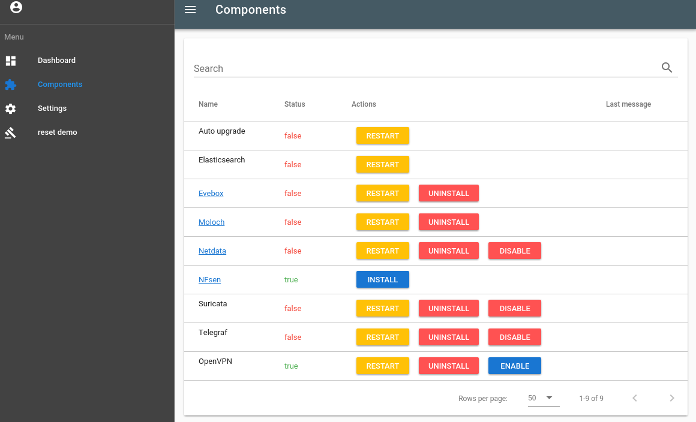 Components
Menu
Dashboard
Components
Settings
reset demo
Search
Name Status Actions Last message
Auto upgrade false RESTART
Elasticsearch false RESTART
Evebox false RESTART UNINSTALL
Moloch false RESTART UNINSTALL
Netdata false RESTART UNINSTALL DISABLE
NFsen true INSTALL
Suricata false RESTART UNINSTALL DISABLE
Telegraf false RESTART UNINSTALL DISABLE
OpenVPN true RESTART UNINSTALL ENABLE
Rows per page: 50 1-9 of 9